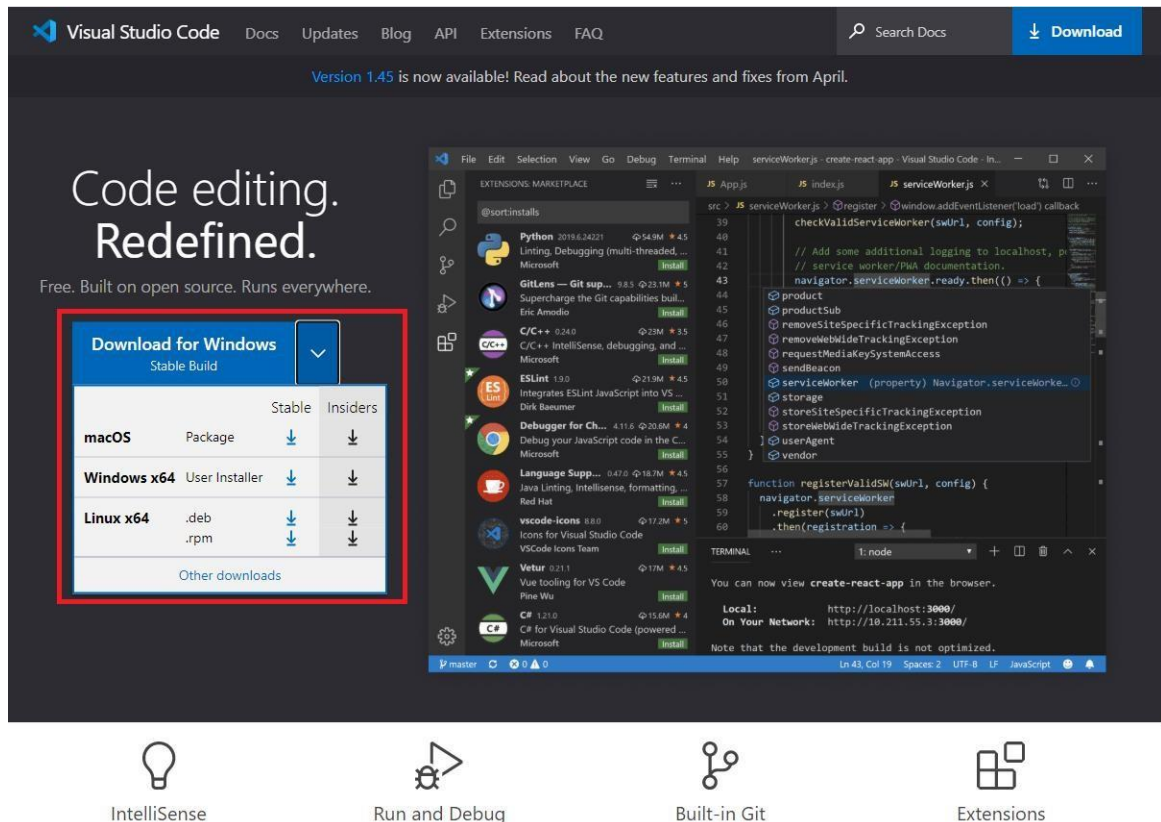 Visual Studio Code Docs Updates Blog API Extensions FAQ Search Docs Download
Version 1.45 is now available! Read about the new features and fixes from April.
Code editing.
Redefined.
Free. Built on open source. Runs everywhere.
Download for Windows
Stable Build
Stable Insiders
macOS Package
Windows x64 User Installer
Linux x64 .deb
.rpm
Other downloads
File Edit Selection View Go Debug Terminal Help serviceWorker.js - create-react-app - Visual Studio Code - In...
EXTENSIONS: MARKETPLACE
@sort:installs
Python 2019.6.24221 54.9M 4.5
Linting, Debugging (multi-threaded, ...
Microsoft Install
GitLens — Git sup... 9.8.5 23.1M 5
Supercharge the Git capabilities buil...
Eric Amodio Install
C/C++ 0.24.0 23M 3.5
C/C++ IntelliSense, debugging, and ...
Microsoft Install
ESLint 1.9.0 21.9M 4.5
Integrates ESLint JavaScript into VS ...
Dirk Baeumer Install
Debugger for Ch... 4.11.6 20.6M 4
Debug your JavaScript code in the C...
Microsoft Install
Language Supp... 0.47.0 18.7M 4.5
Java Linting, Intellisense, formatting, ...
Red Hat Install
vscode-icons 8.8.0 17.2M 5
Icons for Visual Studio Code
VSCode Icons Team Install
Vetur 0.21.1 17M 4.5
Vue tooling for VS Code
Pine Wu Install
C# 1.21.0 15.6M 4
C# for Visual Studio Code (powered ...
Microsoft Install
JS App.js JS index.js JS serviceWorker.js
src > JS serviceWorker.js > register > window.addEventListener('load') callback
39 checkValidServiceWorker(swUrl, config);
40
41 // Add some additional logging to localhost, p
42 // service worker/PWA documentation.
43 navigator.serviceWorker.ready.then(() => {
44 product
45 productSub
46 removeSiteSpecificTrackingException
47 removeWebWideTrackingException
48 requestMediaKeySystemAccess
49 sendBeacon
50 serviceWorker (property) Navigator.serviceWorke...
51 storage
52 storeSiteSpecificTrackingException
53 storeWebWideTrackingException
54 } userAgent
55 } vendor
56
57 function registerValidSW(swUrl, config) {
58 navigator.serviceWorker
59 .register(swUrl)
60 .then(registration => {
TERMINAL ... 1: node
You can now view create-react-app in the browser.
Local: http://localhost:3000/
On Your Network: http://10.211.55.3:3000/
Note that the development build is not optimized.
master 0 0 Ln 43, Col 19 Spaces: 2 UTF-8 LF JavaScript
IntelliSense Run and Debug Built-in Git Extensions